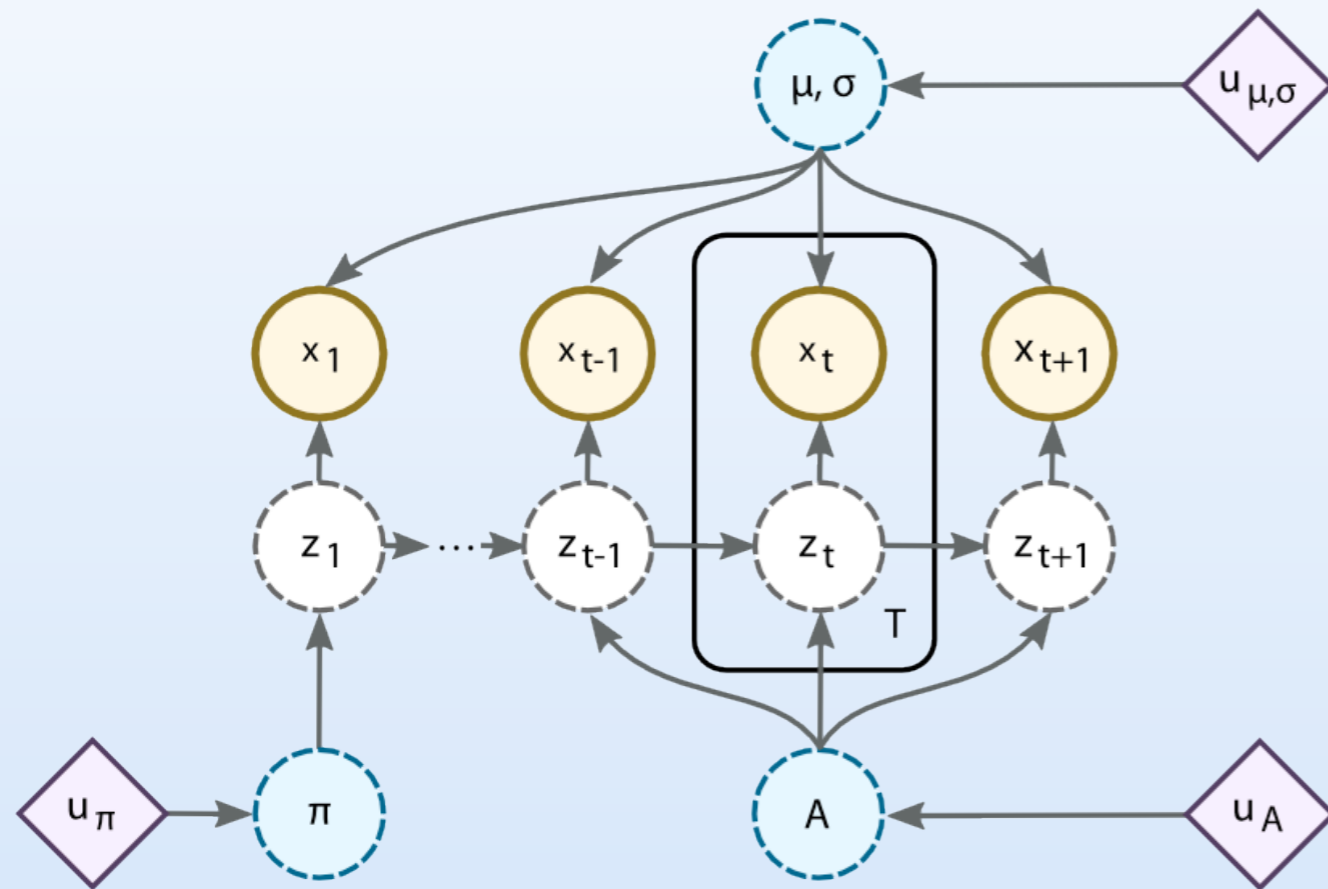 μ, σ
u μ,σ
x 1
x t-1
x t
x t+1
z 1
...
z t-1
z t
z t+1
T
u π
π
A
u A